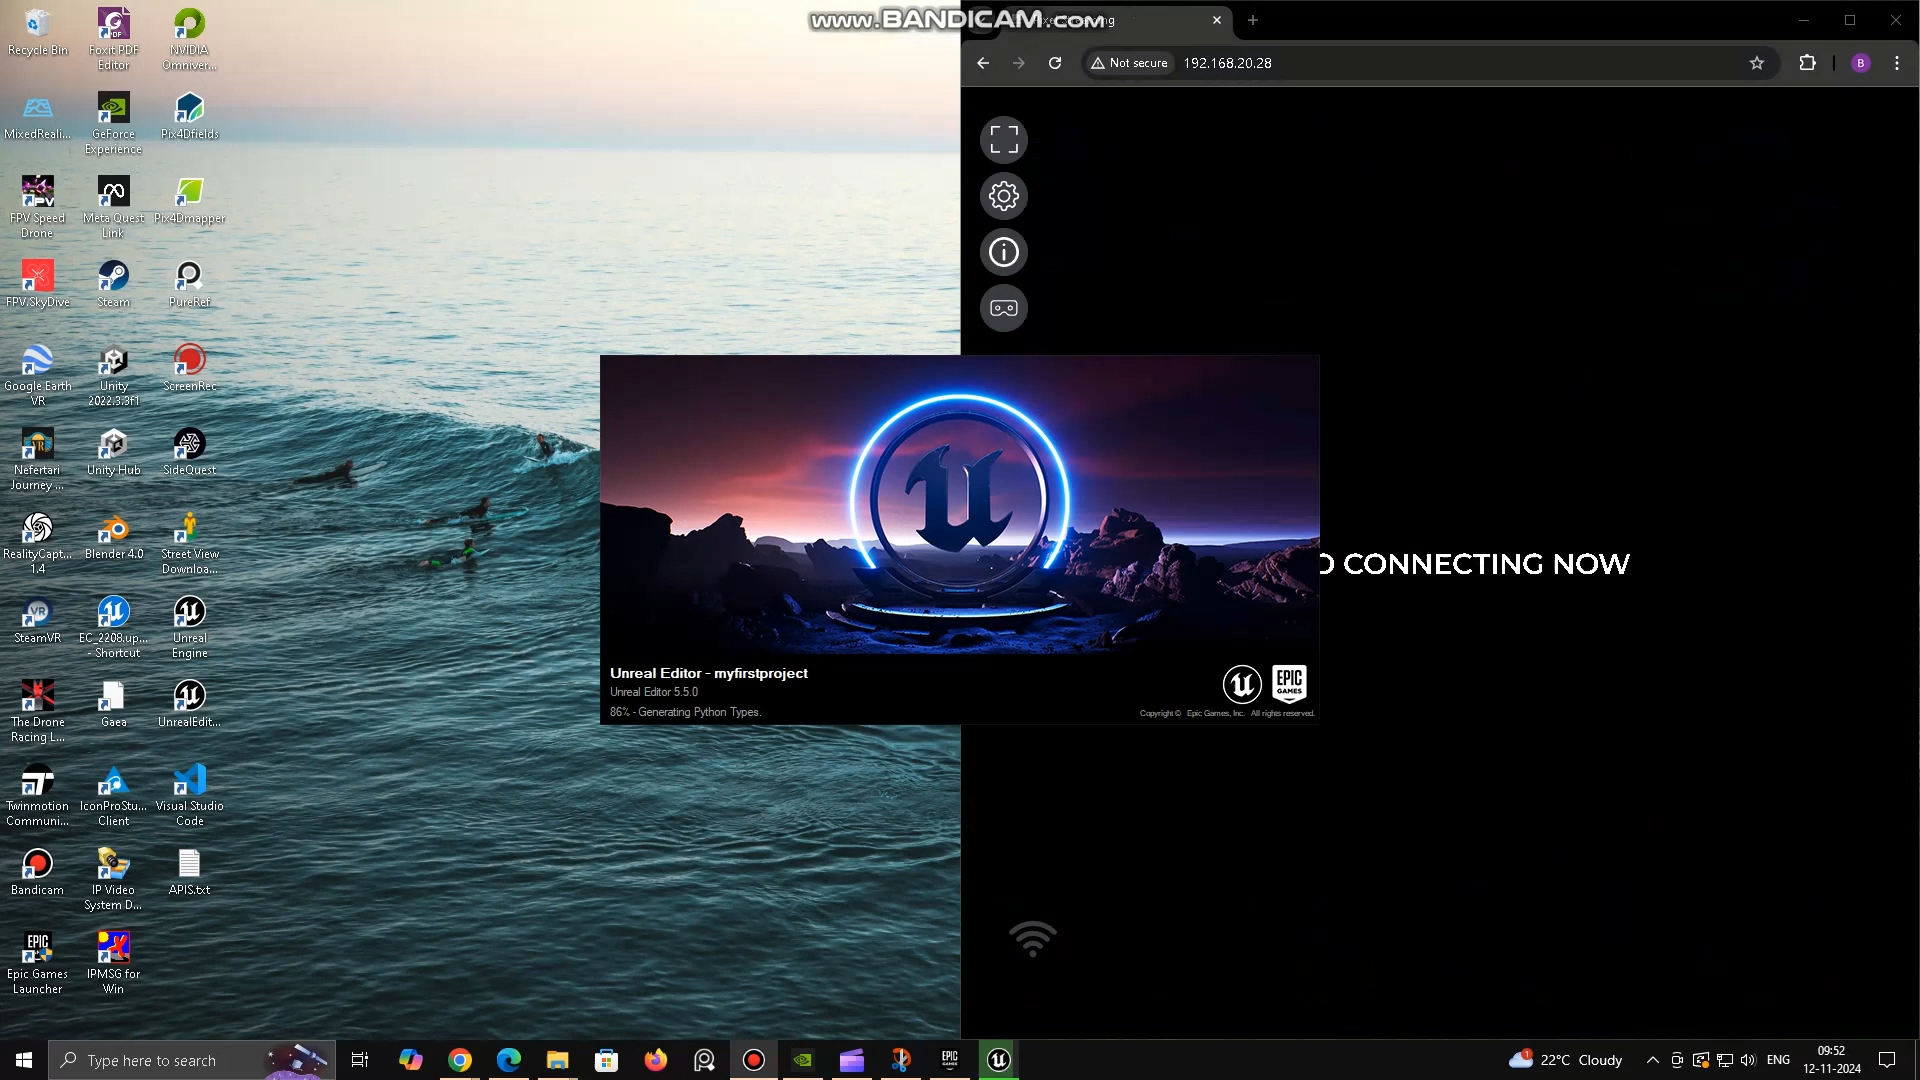 Recycle Bin
Foxit PDF
Editor
NVIDIA
Omniver...
MixedReali...
GeForce
Experience
Pix4Dfields
FPV Speed
Drone
Meta Quest
Link
Pix4Dmapper
FPV.SkyDive
Steam
PureRef
Google Earth
VR
Unity
2022.3.3f1
ScreenRec
Nefertari
Journey ...
Unity Hub
SideQuest
RealityCapt...
1.4
Blender 4.0
Street View
Downloa...
SteamVR
EC_2208.up...
- Shortcut
Unreal
Engine
The Drone
Racing L...
Gaea
UnrealEdit...
Twinmotion
Communi...
IconProStu...
Client
Visual Studio
Code
Bandicam
IP Video
System D...
APIS.txt
Epic Games
Launcher
IPMSG for
Win
www.BANDICAM.com
Not secure
192.168.20.28
B
D CONNECTING NOW
Unreal Editor - myfirstproject
Unreal Editor 5.5.0
86% - Generating Python Types.
EPIC
GAMES
Copyright © Epic Games, Inc. All rights reserved.
Type here to search
22°C Cloudy
ENG
09:52
12-11-2024